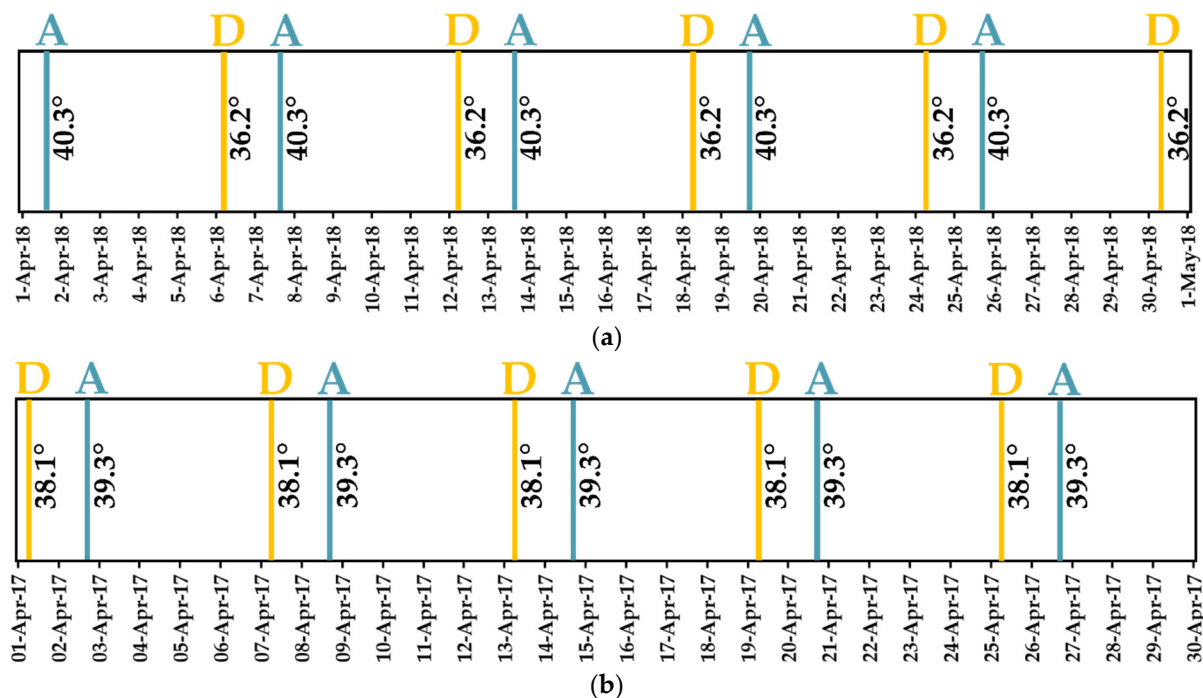 A D A D A D A D A D
40.3° 36.2° 40.3° 36.2° 40.3° 36.2° 40.3° 36.2° 40.3° 36.2°
1-Apr-18 2-Apr-18 3-Apr-18 4-Apr-18 5-Apr-18 6-Apr-18 7-Apr-18 8-Apr-18 9-Apr-18 10-Apr-18 11-Apr-18 12-Apr-18 13-Apr-18 14-Apr-18 15-Apr-18 16-Apr-18 17-Apr-18 18-Apr-18 19-Apr-18 20-Apr-18 21-Apr-18 22-Apr-18 23-Apr-18 24-Apr-18 25-Apr-18 26-Apr-18 27-Apr-18 28-Apr-18 29-Apr-18 30-Apr-18 1-May-18
(a)
D A D A D A D A D A
38.1° 39.3° 38.1° 39.3° 38.1° 39.3° 38.1° 39.3° 38.1° 39.3°
01-Apr-17 02-Apr-17 03-Apr-17 04-Apr-17 05-Apr-17 06-Apr-17 07-Apr-17 08-Apr-17 09-Apr-17 10-Apr-17 11-Apr-17 12-Apr-17 13-Apr-17 14-Apr-17 15-Apr-17 16-Apr-17 17-Apr-17 18-Apr-17 19-Apr-17 20-Apr-17 21-Apr-17 22-Apr-17 23-Apr-17 24-Apr-17 25-Apr-17 26-Apr-17 27-Apr-17 28-Apr-17 29-Apr-17 30-Apr-17
(b)